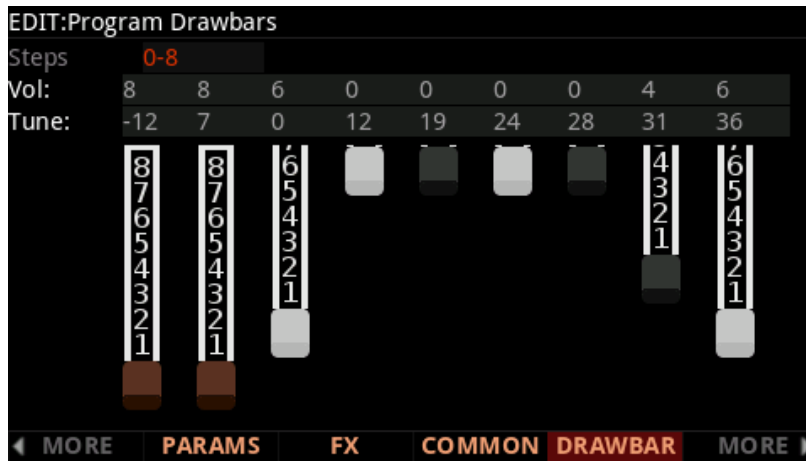 EDIT:Program Drawbars
Steps 0-8
Vol: 8 8 6 0 0 0 0 4 6
Tune: -12 7 0 12 19 24 28 31 36
8 8 6 4 6
7 7 5 3 5
6 6 4 2 4
5 5 3 1 3
4 4 2 2
3 3 1 1
2 2
1 1
MORE PARAMS FX COMMON DRAWBAR MORE